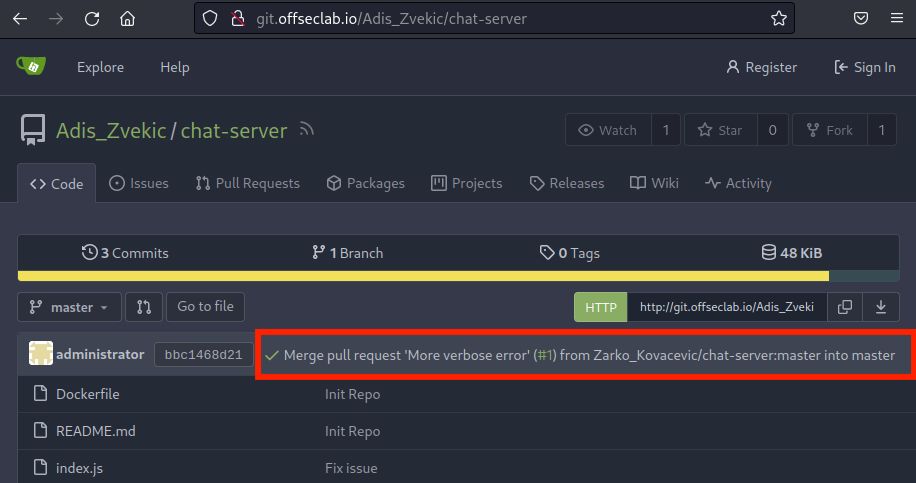 git.offseclab.io/Adis_Zvekic/chat-server
Explore Help Register Sign In
Adis_Zvekic / chat-server Watch 1 Star 0 Fork 1
Code Issues Pull Requests Packages Projects Releases Wiki Activity
3 Commits 1 Branch 0 Tags 48 KiB
master Go to file HTTP http://git.offseclab.io/Adis_Zveki
administrator bbc1468d21 Merge pull request 'More verbose error' (#1) from Zarko_Kovacevic/chat-server:master into master
Dockerfile Init Repo
README.md Init Repo
index.js Fix issue